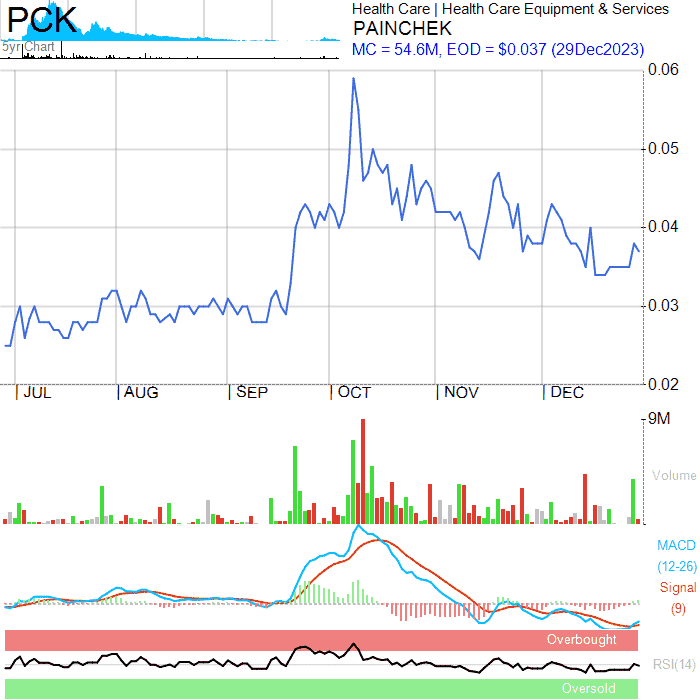 PCK
5yr Chart
Health Care | Health Care Equipment & Services
PAINCHEK
MC = 54.6M, EOD = $0.037 (29Dec2023)
0.06
0.05
0.04
0.03
0.02
JUL
AUG
SEP
OCT
NOV
DEC
9M
Volume
MACD
(12-26)
Signal
(9)
Overbought
RSI(14)
Oversold